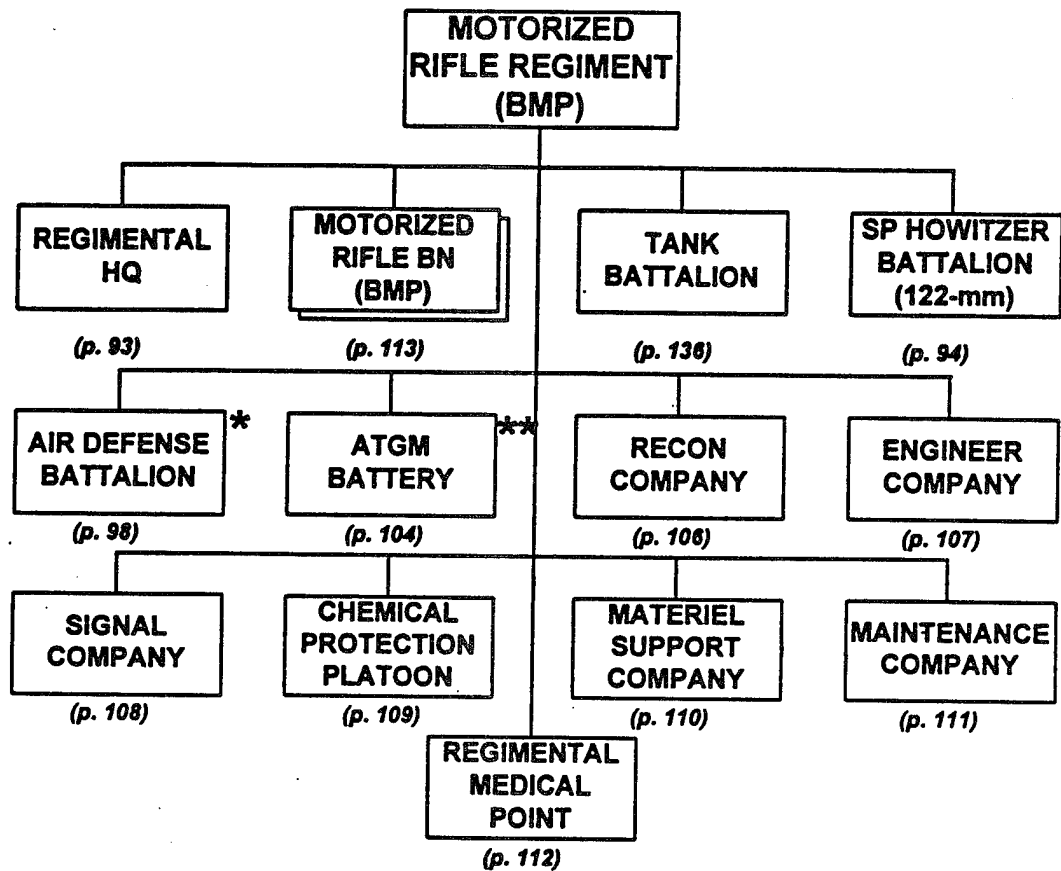 MOTORIZED
RIFLE REGIMENT
(BMP)
REGIMENTAL
HQ
(p. 93)
MOTORIZED
RIFLE BN
(BMP)
(p. 113)
TANK
BATTALION
(p. 136)
SP HOWITZER
BATTALION
(122-mm)
(p. 94)
AIR DEFENSE
BATTALION
*
(p. 98)
ATGM
BATTERY
**
(p. 104)
RECON
COMPANY
(p. 106)
ENGINEER
COMPANY
(p. 107)
SIGNAL
COMPANY
(p. 108)
CHEMICAL
PROTECTION
PLATOON
(p. 109)
MATERIEL
SUPPORT
COMPANY
(p. 110)
MAINTENANCE
COMPANY
(p. 111)
REGIMENTAL
MEDICAL
POINT
(p. 112)